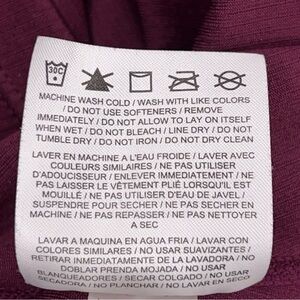 30C
MACHINE WASH COLD / WASH WITH LIKE COLORS
/ DO NOT USE SOFTENERS / REMOVE
IMMEDIATELY / DO NOT ALLOW TO LAY ON ITSELF
WHEN WET / DO NOT BLEACH / LINE DRY / DO NOT
TUMBLE DRY / DO NOT IRON / DO NOT DRY CLEAN
LAVER EN MACHINE A L'EAU FROIDE / LAVER AVEC
COULEURS SIMILAIRES / NE PAS UTILISER
D'ADOUCISSEUR / ENLEVER IMMEDIATEMENT / NE
PAS LAISSER LE VÊTEMENT PLIÉ LORSQU'IL EST
MOUILLÉ / NE PAS UTILISER D'EAU DE JAVEL /
SUSPENDRE POUR SECHER / NE PAS SECHER EN
MACHINE / NE PAS REPASSER / NE PAS NETTOYER
A SEC
LAVAR A MAQUINA EN AGUA FRIA / LAVAR CON
COLORES SIMILARES / NO USAR SUAVIZANTES /
RETIRAR INMEDIATAMENTE DE LA LAVADORA / NO
DOBLAR PRENDA MOJADA / NO USAR
BLANQUEADORES / SECAR COLGADO / NO USAR
SECADORA / NO PLANCHAR / NO LAVAR EN SECO